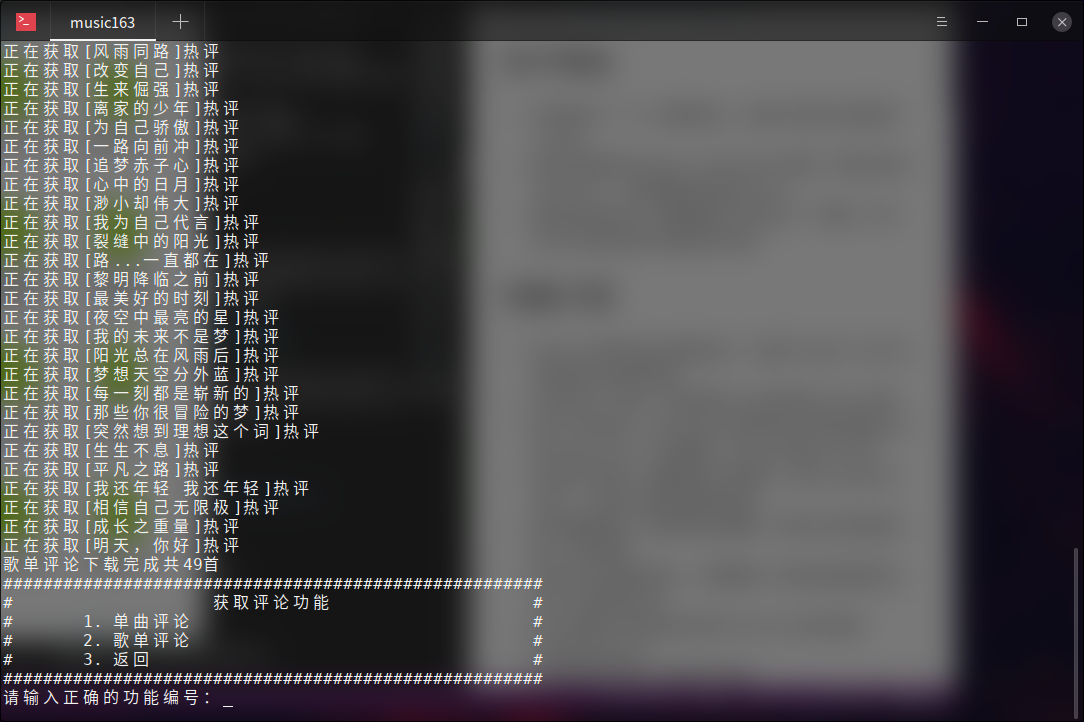 music163
正在获取[风雨同路]热评
正在获取[改变自己]热评
正在获取[生来倔强]热评
正在获取[离家的少年]热评
正在获取[为自己骄傲]热评
正在获取[一路向前冲]热评
正在获取[追梦赤子心]热评
正在获取[心中的日月]热评
正在获取[渺小却伟大]热评
正在获取[我为自己代言]热评
正在获取[裂缝中的阳光]热评
正在获取[路...一直都在]热评
正在获取[黎明降临之前]热评
正在获取[最美好的时刻]热评
正在获取[夜空中最亮的星]热评
正在获取[我的未来不是梦]热评
正在获取[阳光总在风雨后]热评
正在获取[梦想天空分外蓝]热评
正在获取[每一刻都是崭新的]热评
正在获取[那些你很冒险的梦]热评
正在获取[突然想到理想这个词]热评
正在获取[生生不息]热评
正在获取[平凡之路]热评
正在获取[我还年轻 我还年轻]热评
正在获取[相信自己无限极]热评
正在获取[成长之重量]热评
正在获取[明天，你好]热评
歌单评论下载完成共49首
######################################################
#                    获取评论功能                    #
#       1. 单曲评论                                  #
#       2. 歌单评论                                  #
#       3. 返回                                      #
######################################################
请输入正确的功能编号：_